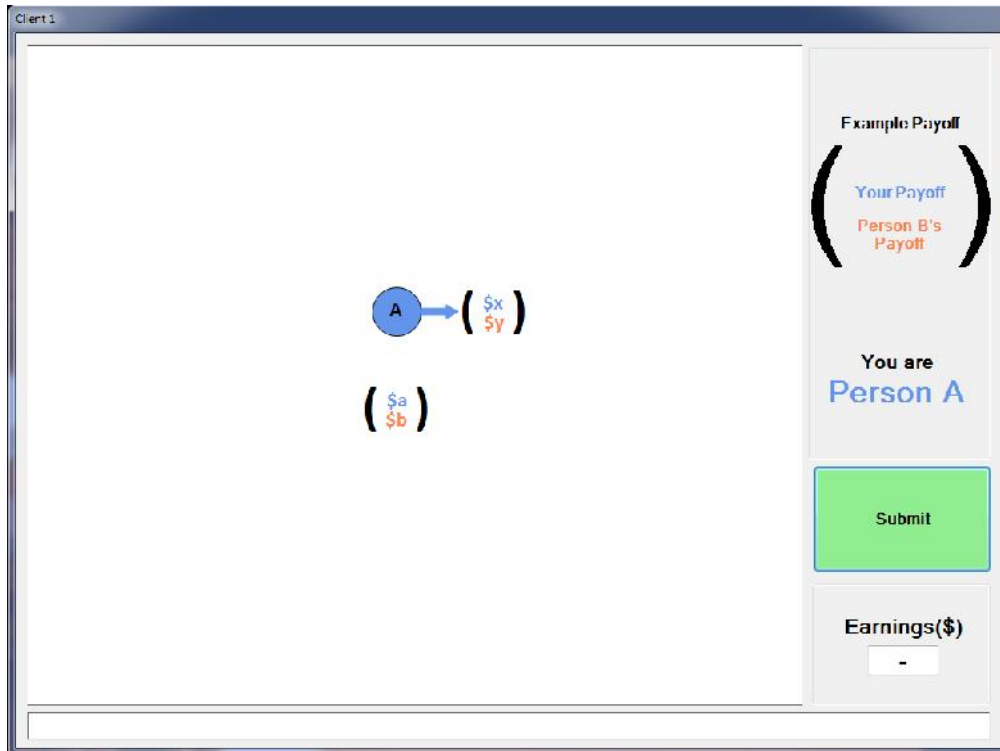 Client 1
Example Payoff
Your Payoff
Person B's
Payoff
A
( $x )
$y
( $a )
$b
You are
Person A
Submit
Earnings($)
-